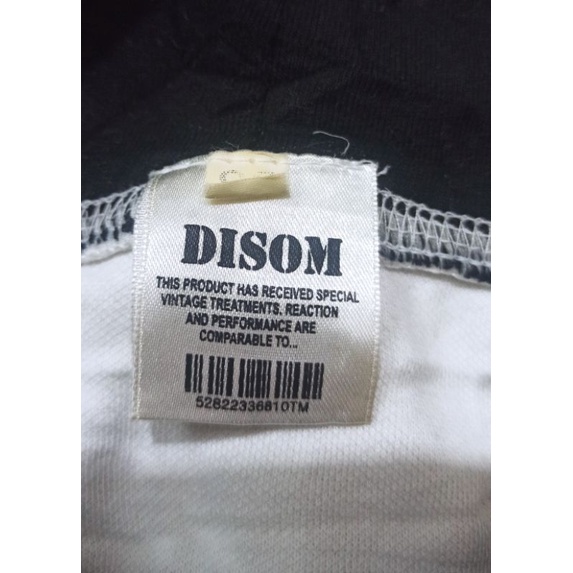 DISOM
THIS PRODUCT HAS RECEIVED SPECIAL
VINTAGE TREATMENTS. REACTION
AND PERFORMANCE ARE
COMPARABLE TO...
52822336810TM